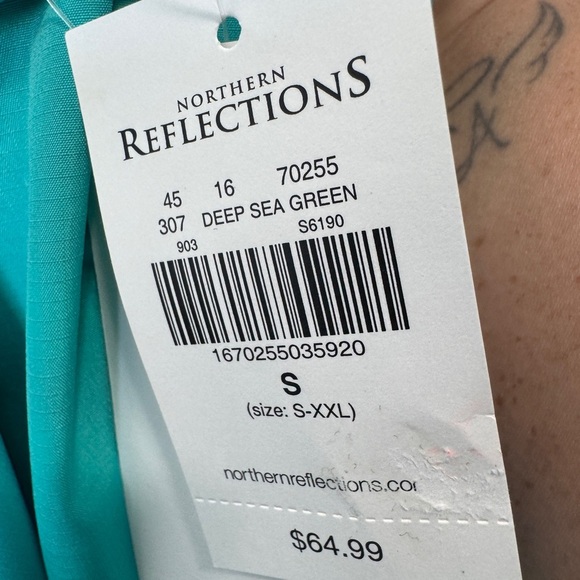 NORTHERN
REFLECTIONS
45 16 70255
307 DEEP SEA GREEN
903 S6190
1670255035920
S
(size: S-XXL)
northernreflections.co
$64.99